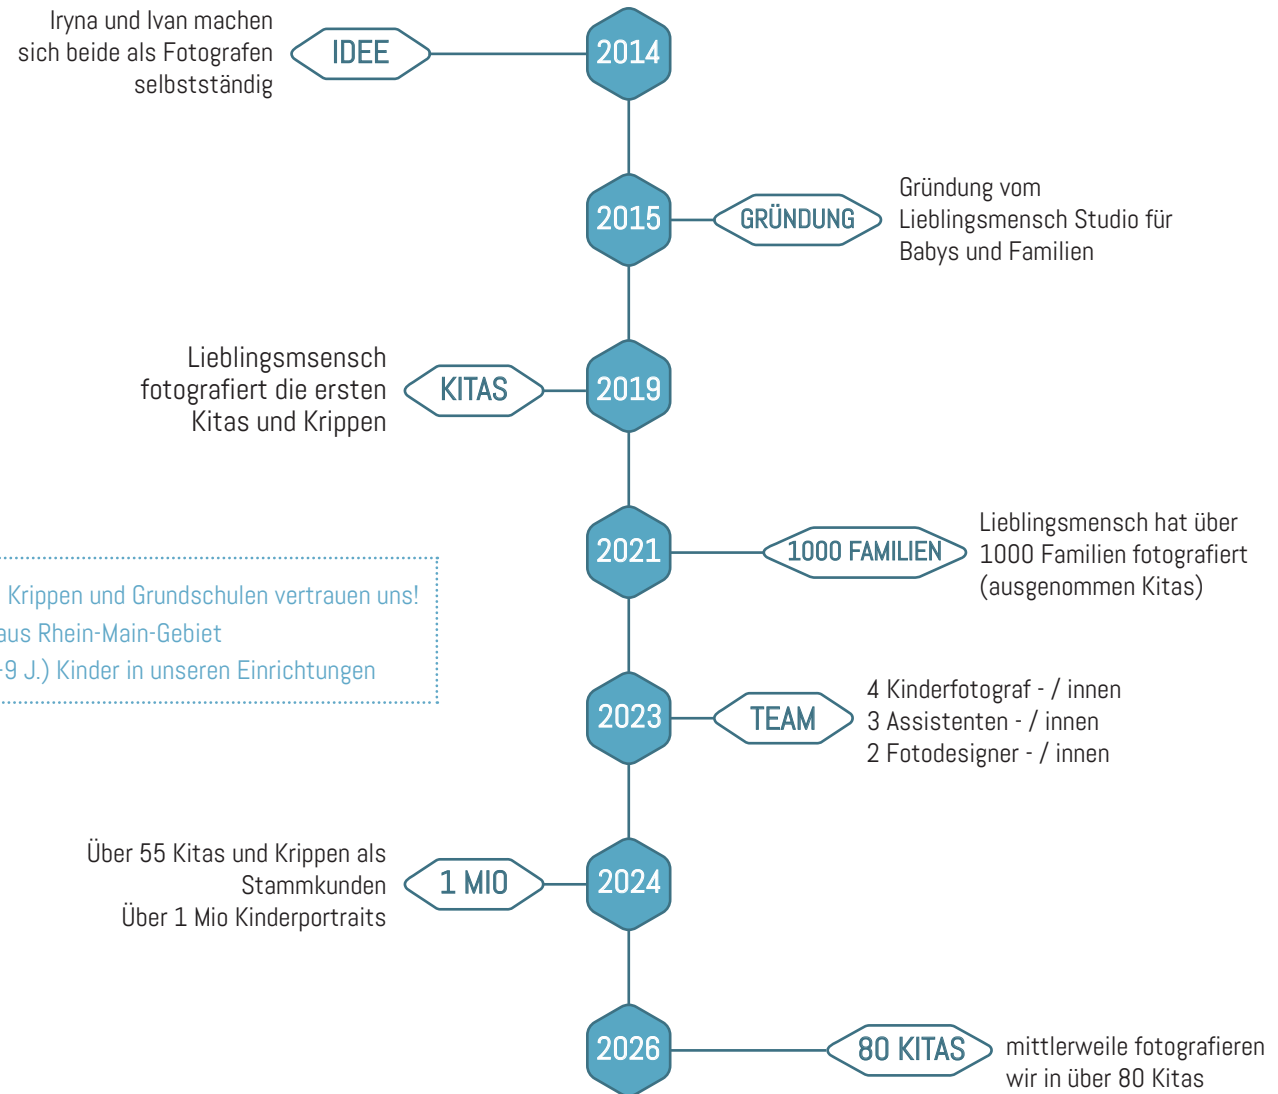 Iryna und Ivan machen
sich beide als Fotografen
selbstständig
IDEE
2014
2015
GRÜNDUNG
Gründung vom
Lieblingsmensch Studio für
Babys und Familien
Lieblingsmsensch
fotografiert die ersten
Kitas und Krippen
KITAS
2019
2021
1000 FAMILIEN
Lieblingsmensch hat über
1000 Familien fotografiert
(ausgenommen Kitas)
Krippen und Grundschulen vertrauen uns!
aus Rhein-Main-Gebiet
-9 J.) Kinder in unseren Einrichtungen
2023
TEAM
4 Kinderfotograf - / innen
3 Assistenten - / innen
2 Fotodesigner - / innen
Über 55 Kitas und Krippen als
Stammkunden
Über 1 Mio Kinderportraits
1 MIO
2024
2026
80 KITAS
mittlerweile fotografieren
wir in über 80 Kitas